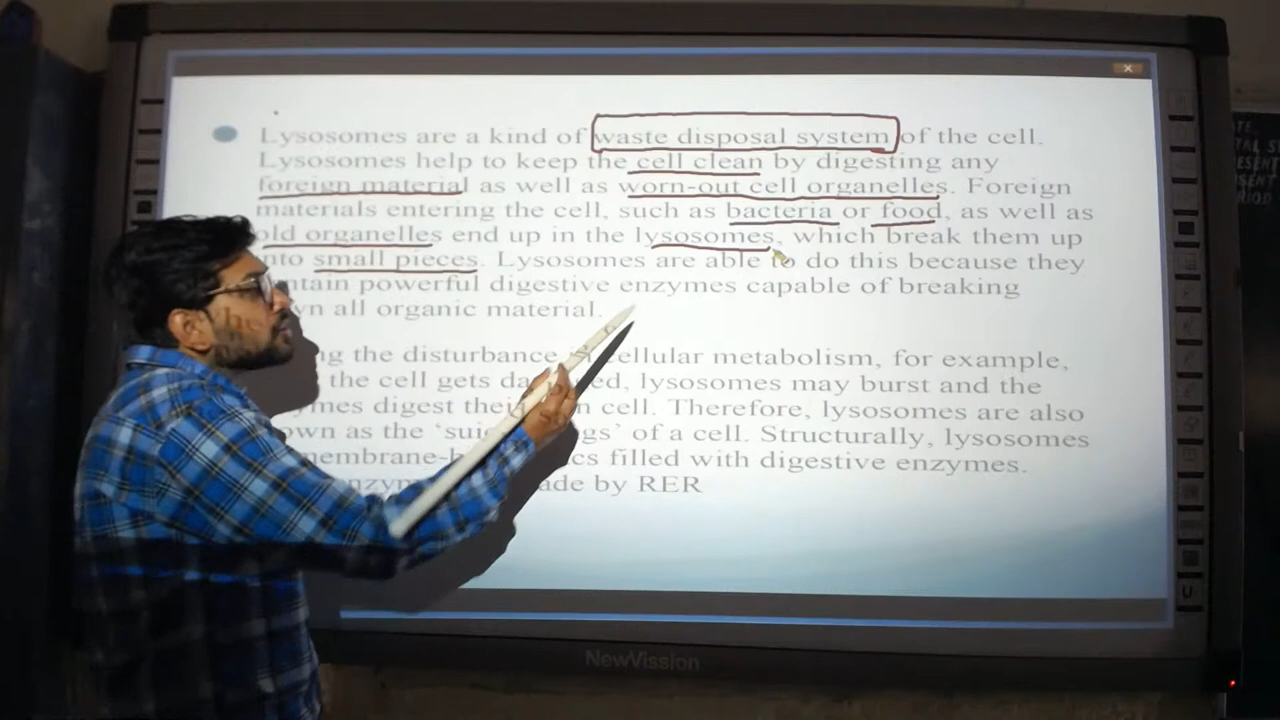 Lysosomes are a kind of waste disposal system of the cell.
Lysosomes help to keep the cell clean by digesting any
foreign material as well as worn-out cell organelles. Foreign
materials entering the cell, such as bacteria or food, as well as
old organelles end up in the lysosomes, which break them up
into small pieces. Lysosomes are able to do this because they
powerful digestive enzymes capable of breaking
all organic material.
the disturbance cellular metabolism, for example,
the cell gets lysosomes may burst and the
digest their cell. Therefore, lysosomes are also
as the of a cell. Structurally, lysosomes
filled with digestive enzymes.
by RER
NewVission